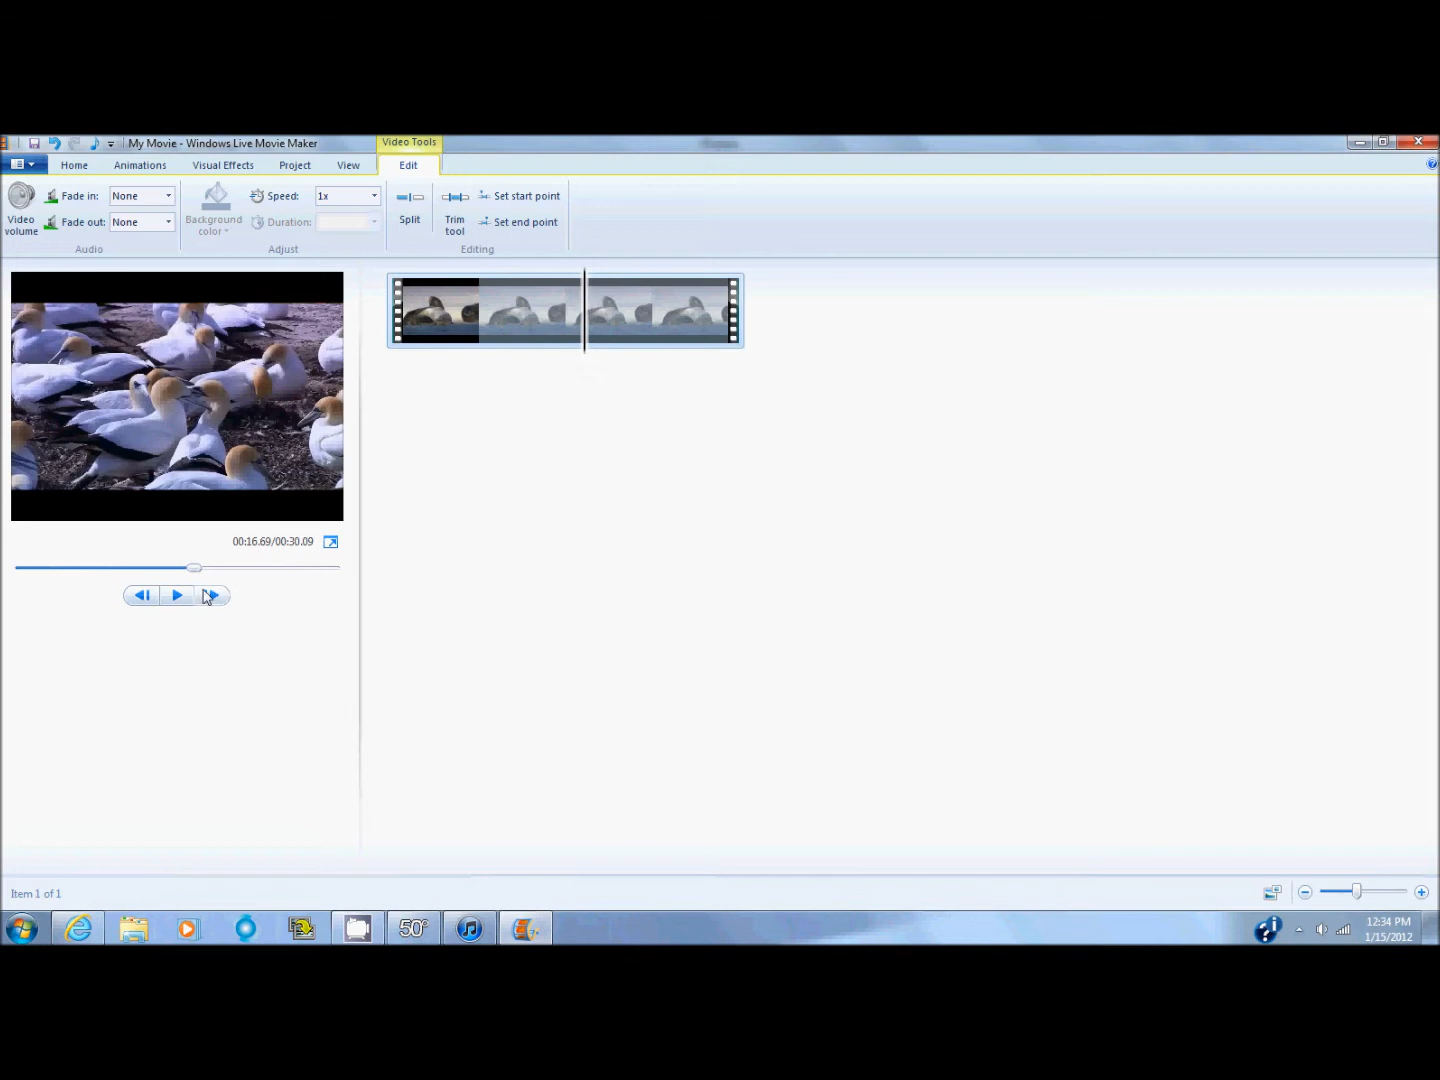 My Movie - Windows Live Movie Maker
Video Tools
Home Animations Visual Effects Project View Edit
Video volume
Fade in: None
Fade out: None
Audio
Background color
Speed: 1x
Duration:
Adjust
Split
Trim tool
Set start point
Set end point
Editing
00:16.69/00:30.09
Item 1 of 1
50°
12:34 PM
1/15/2012